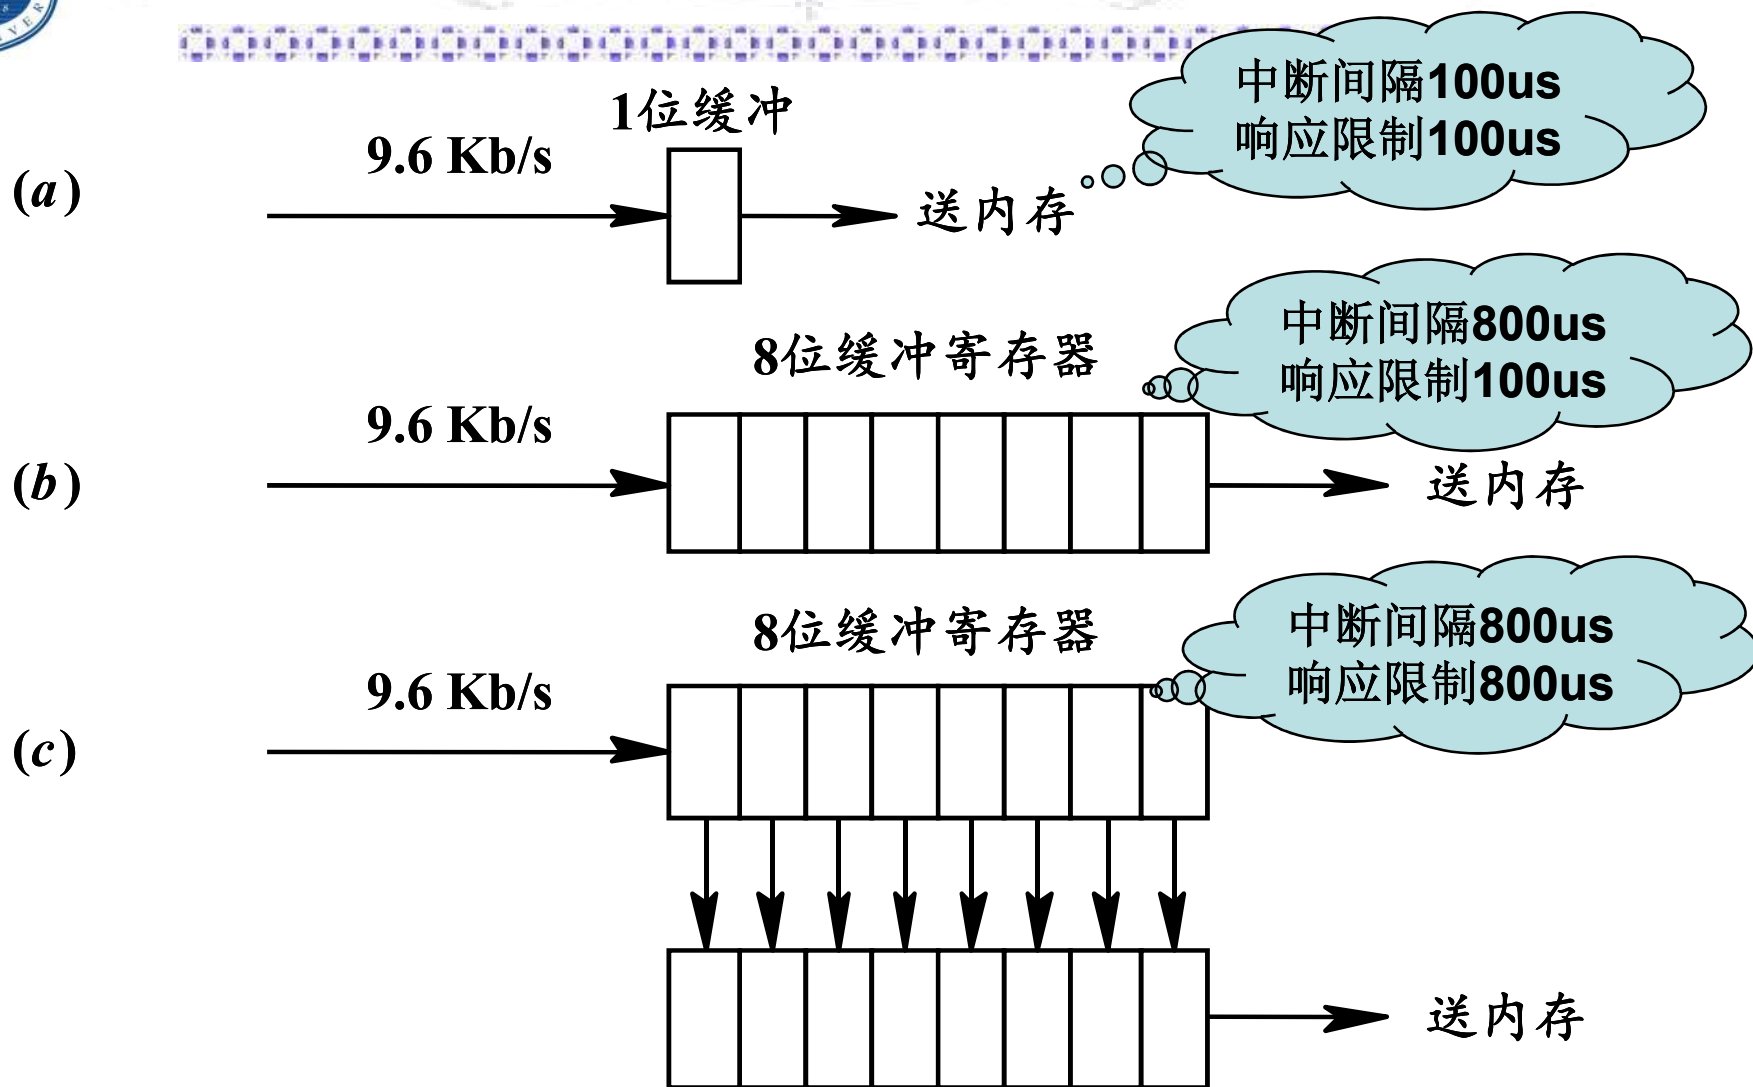 1位缓冲
中断间隔100us
响应限制100us
(a)
9.6 Kb/s
送内存
中断间隔800us
响应限制100us
8位缓冲寄存器
(b)
9.6 Kb/s
送内存
中断间隔800us
响应限制800us
8位缓冲寄存器
(c)
9.6 Kb/s
送内存